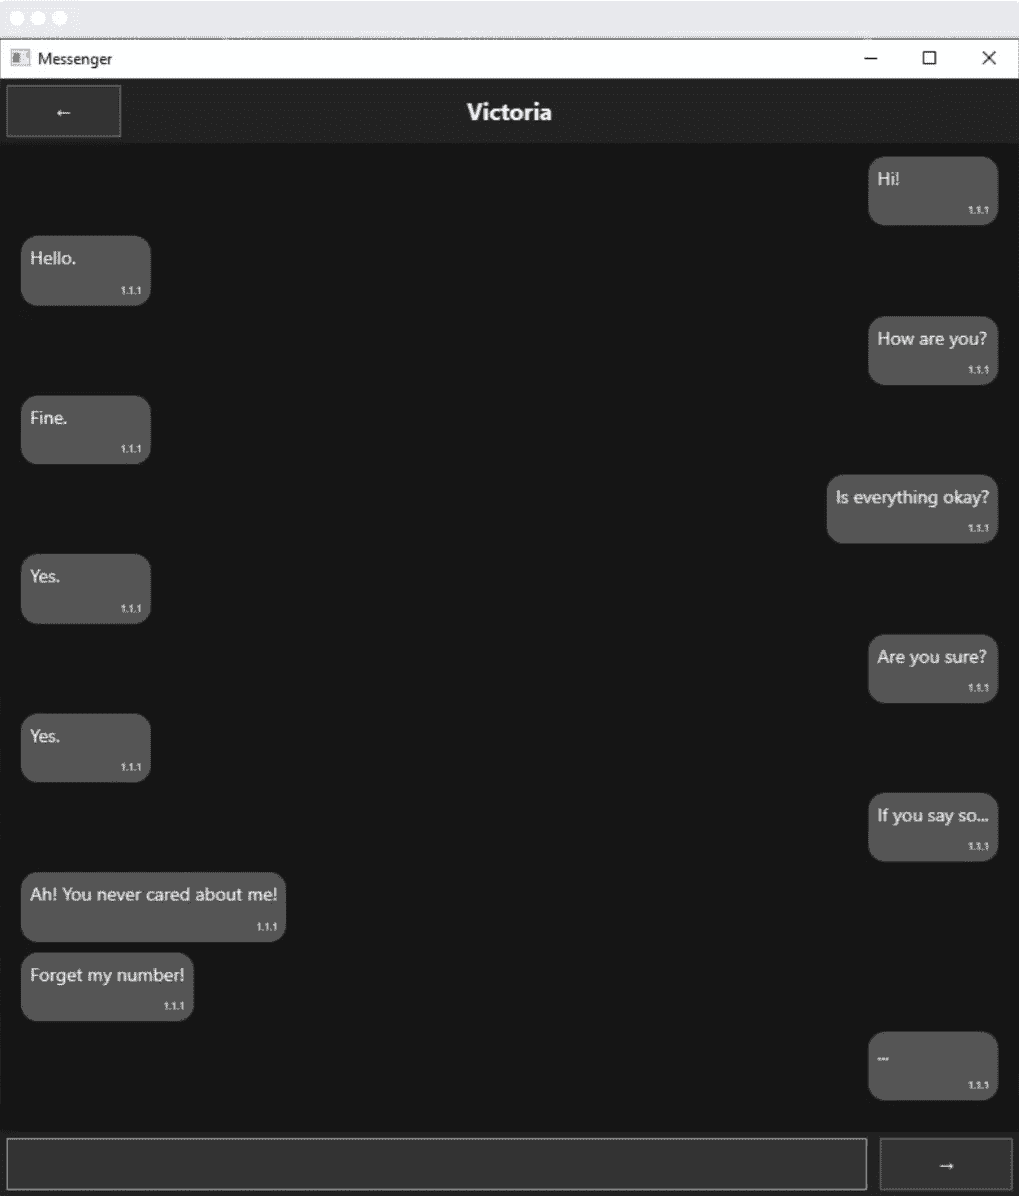 Messenger
←
Victoria
Hi!
1.1.1
Hello.
1.1.1
How are you?
1.1.1
Fine.
1.1.1
Is everything okay?
1.1.1
Yes.
1.1.1
Are you sure?
1.1.1
Yes.
1.1.1
If you say so...
1.1.1
Ah! You never cared about me!
1.1.1
Forget my number!
1.1.1
...
1.1.1
→